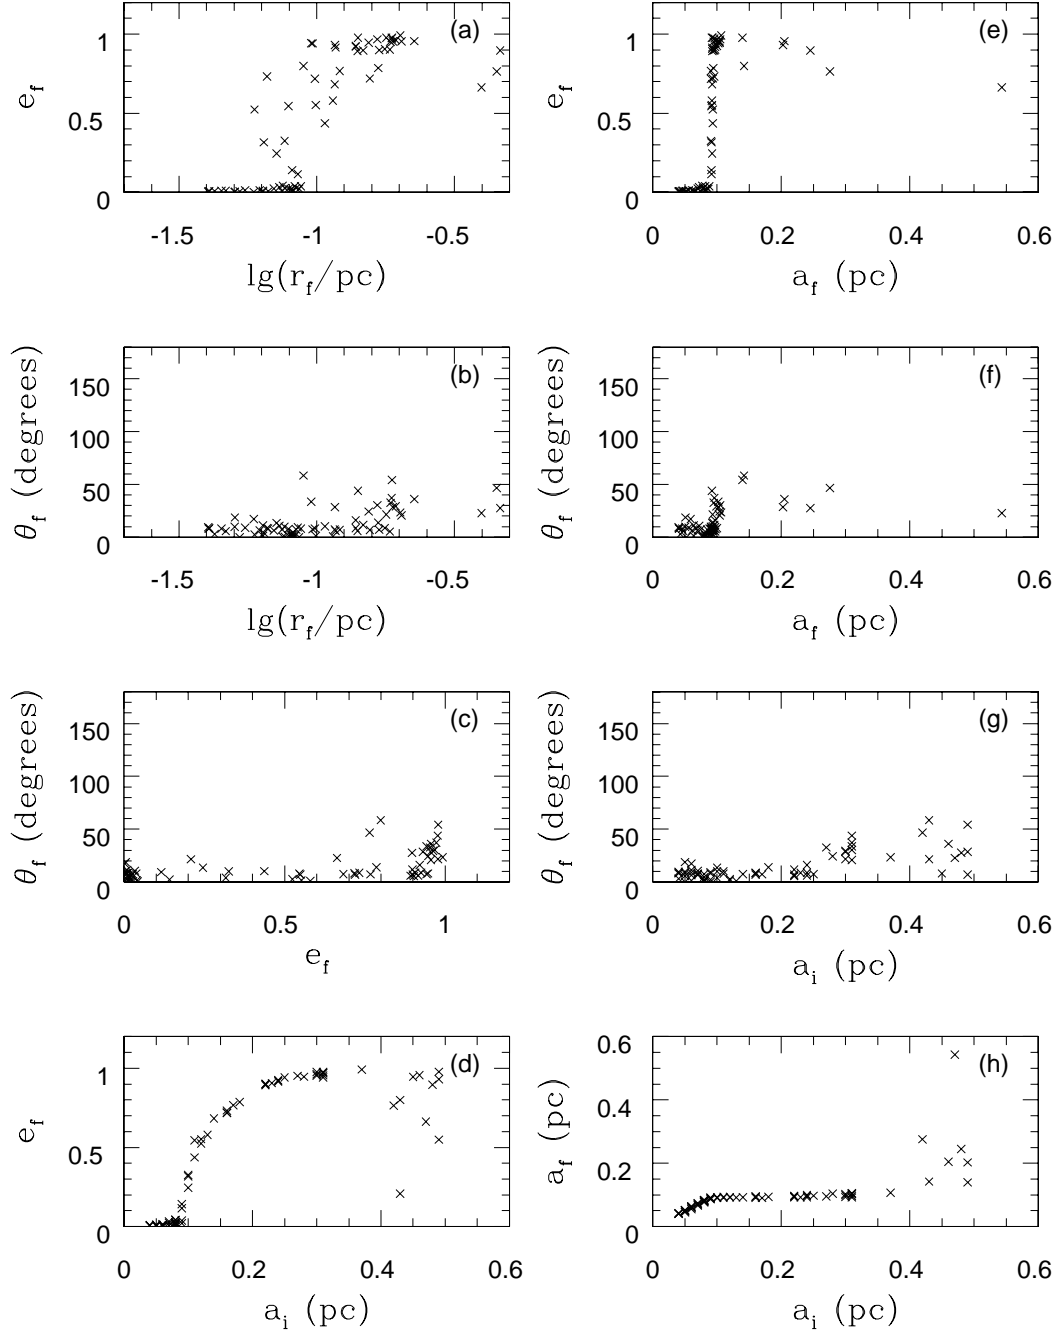 (a)
e_f
1
0.5
0
-1.5 -1 -0.5
lg(r_f/pc)
(e)
e_f
1
0.5
0
0 0.2 0.4 0.6
a_f (pc)
(b)
θ_f (degrees)
150
100
50
0
-1.5 -1 -0.5
lg(r_f/pc)
(f)
θ_f (degrees)
150
100
50
0
0 0.2 0.4 0.6
a_f (pc)
(c)
θ_f (degrees)
150
100
50
0
0 0.5 1
e_f
(g)
θ_f (degrees)
150
100
50
0
0 0.2 0.4 0.6
a_i (pc)
(d)
e_f
1
0.5
0
0 0.2 0.4 0.6
a_i (pc)
(h)
a_f (pc)
0.6
0.4
0.2
0
0 0.2 0.4 0.6
a_i (pc)